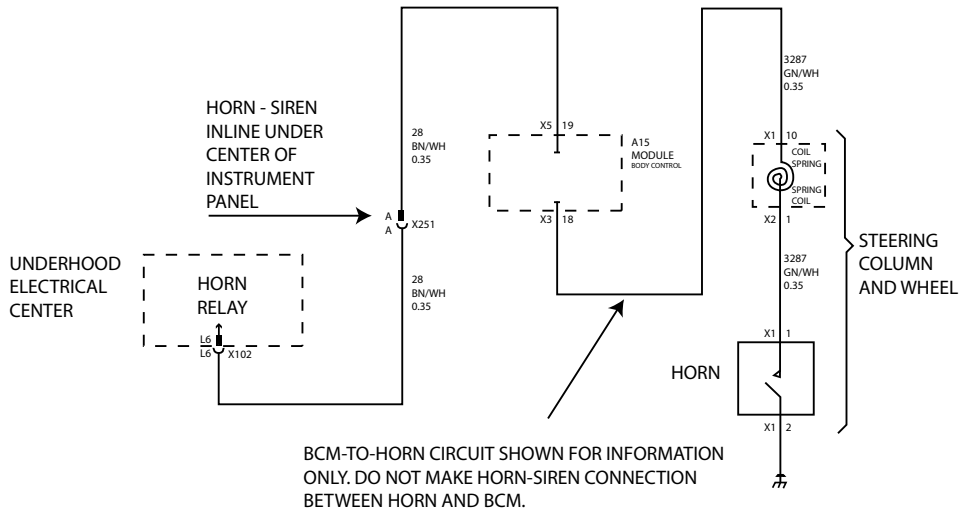 3287
GN/WH
0.35
HORN - SIREN
INLINE UNDER
CENTER OF
INSTRUMENT
PANEL
28
BN/WH
0.35
X5 19
A15
MODULE
BODY CONTROL
X3 18
X1 10
COIL
SPRING
SPRING
COIL
X2 1
A
A
X251
STEERING
COLUMN
AND WHEEL
UNDERHOOD
ELECTRICAL
CENTER
HORN
RELAY
L6
L6 X102
28
BN/WH
0.35
3287
GN/WH
0.35
X1 1
HORN
X1 2
BCM-TO-HORN CIRCUIT SHOWN FOR INFORMATION
ONLY. DO NOT MAKE HORN-SIREN CONNECTION
BETWEEN HORN AND BCM.